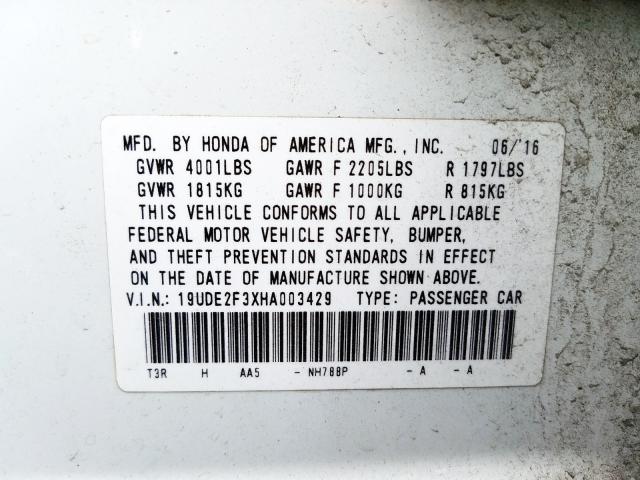 MFD. BY HONDA OF AMERICA MFG., INC. 06/'16
GVWR 4001LBS GAWR F 2205LBS R 1797LBS
GVWR 1815KG GAWR F 1000KG R 815KG
THIS VEHICLE CONFORMS TO ALL APPLICABLE
FEDERAL MOTOR VEHICLE SAFETY, BUMPER,
AND THEFT PREVENTION STANDARDS IN EFFECT
ON THE DATE OF MANUFACTURE SHOWN ABOVE.
V.I.N.: 19UDE2F3XHA003429 TYPE: PASSENGER CAR
T3R H AA5 - NH788P - A - A